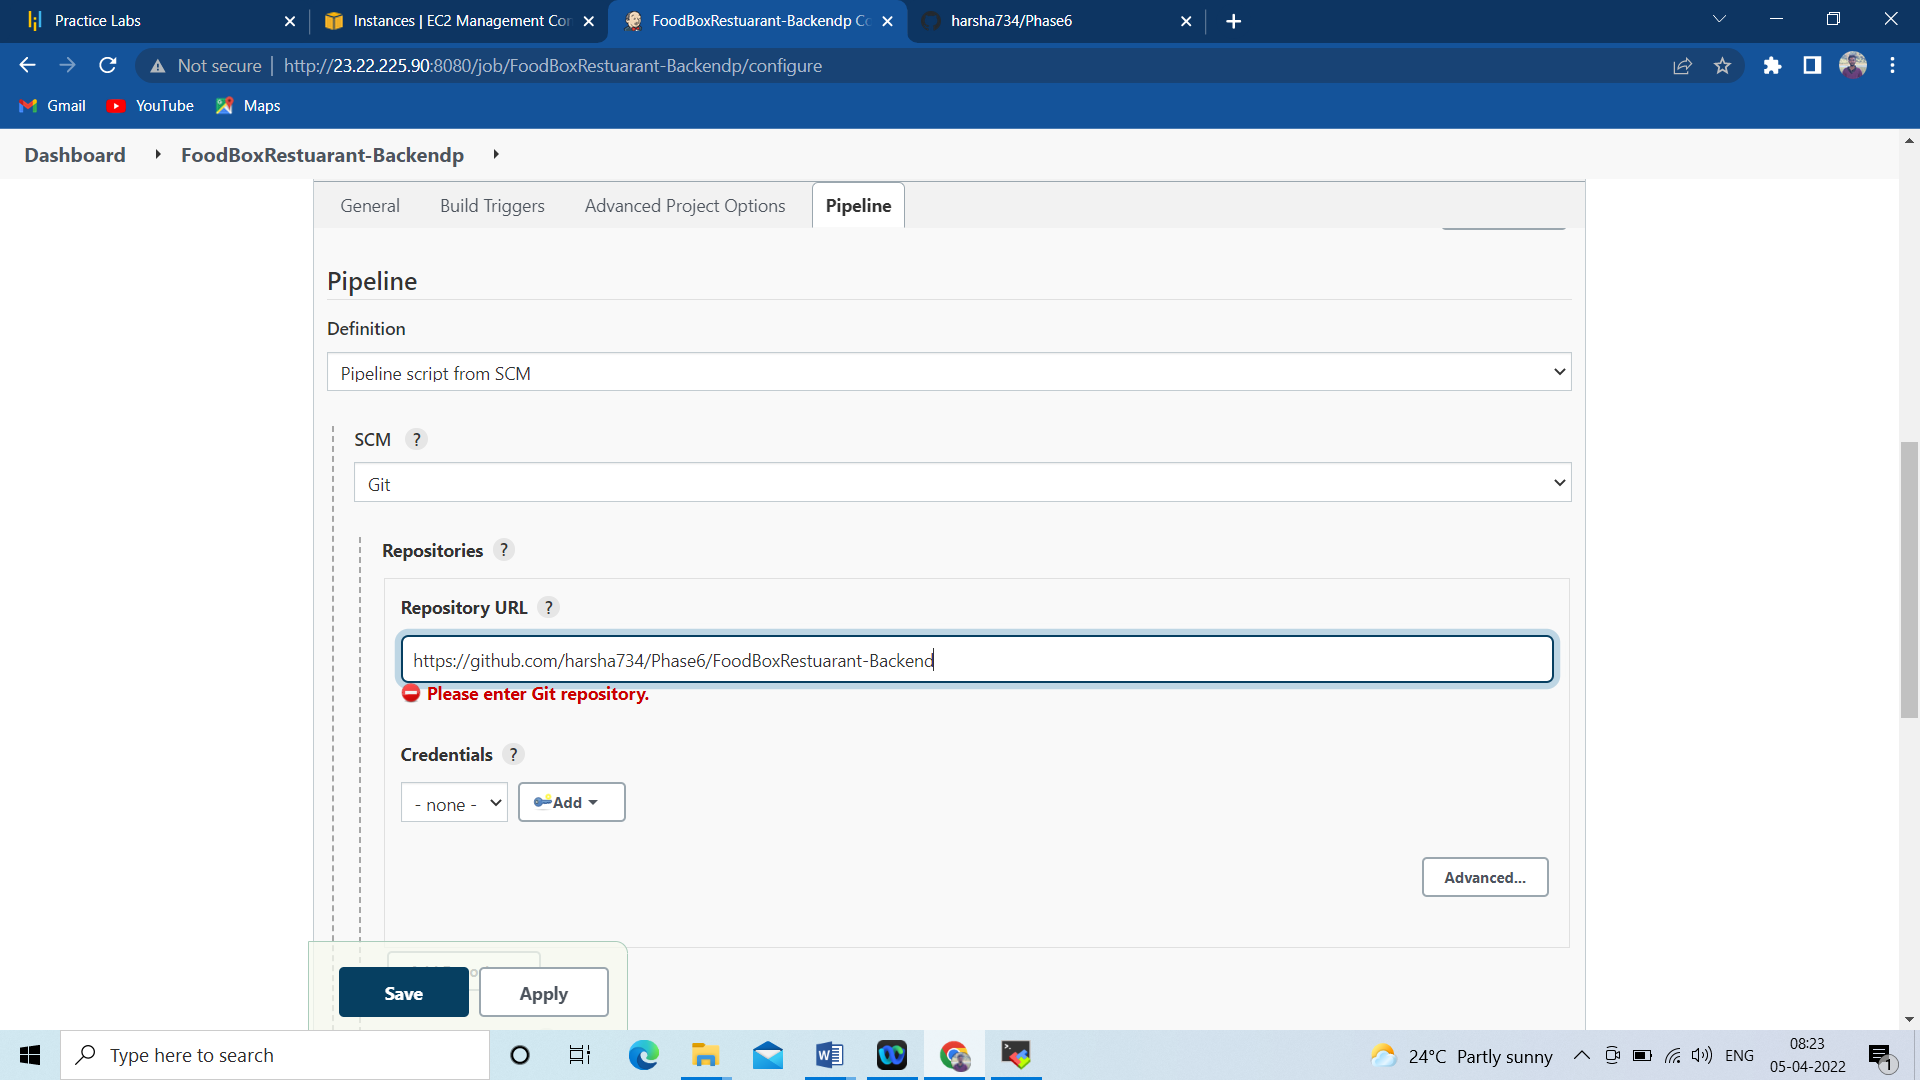 Practice Labs
Instances | EC2 Management Con
FoodBoxRestuarant-Backendp Co
harsha734/Phase6
Not secure | http://23.22.225.90:8080/job/FoodBoxRestuarant-Backendp/configure
Gmail YouTube Maps
Dashboard FoodBoxRestuarant-Backendp
General Build Triggers Advanced Project Options Pipeline
Pipeline
Definition
Pipeline script from SCM
SCM ?
Git
Repositories ?
Repository URL ?
https://github.com/harsha734/Phase6/FoodBoxRestuarant-Backend
Please enter Git repository.
Credentials ?
- none - Add
Advanced...
Save Apply
Type here to search
24°C Partly sunny
ENG
08:23
05-04-2022
1